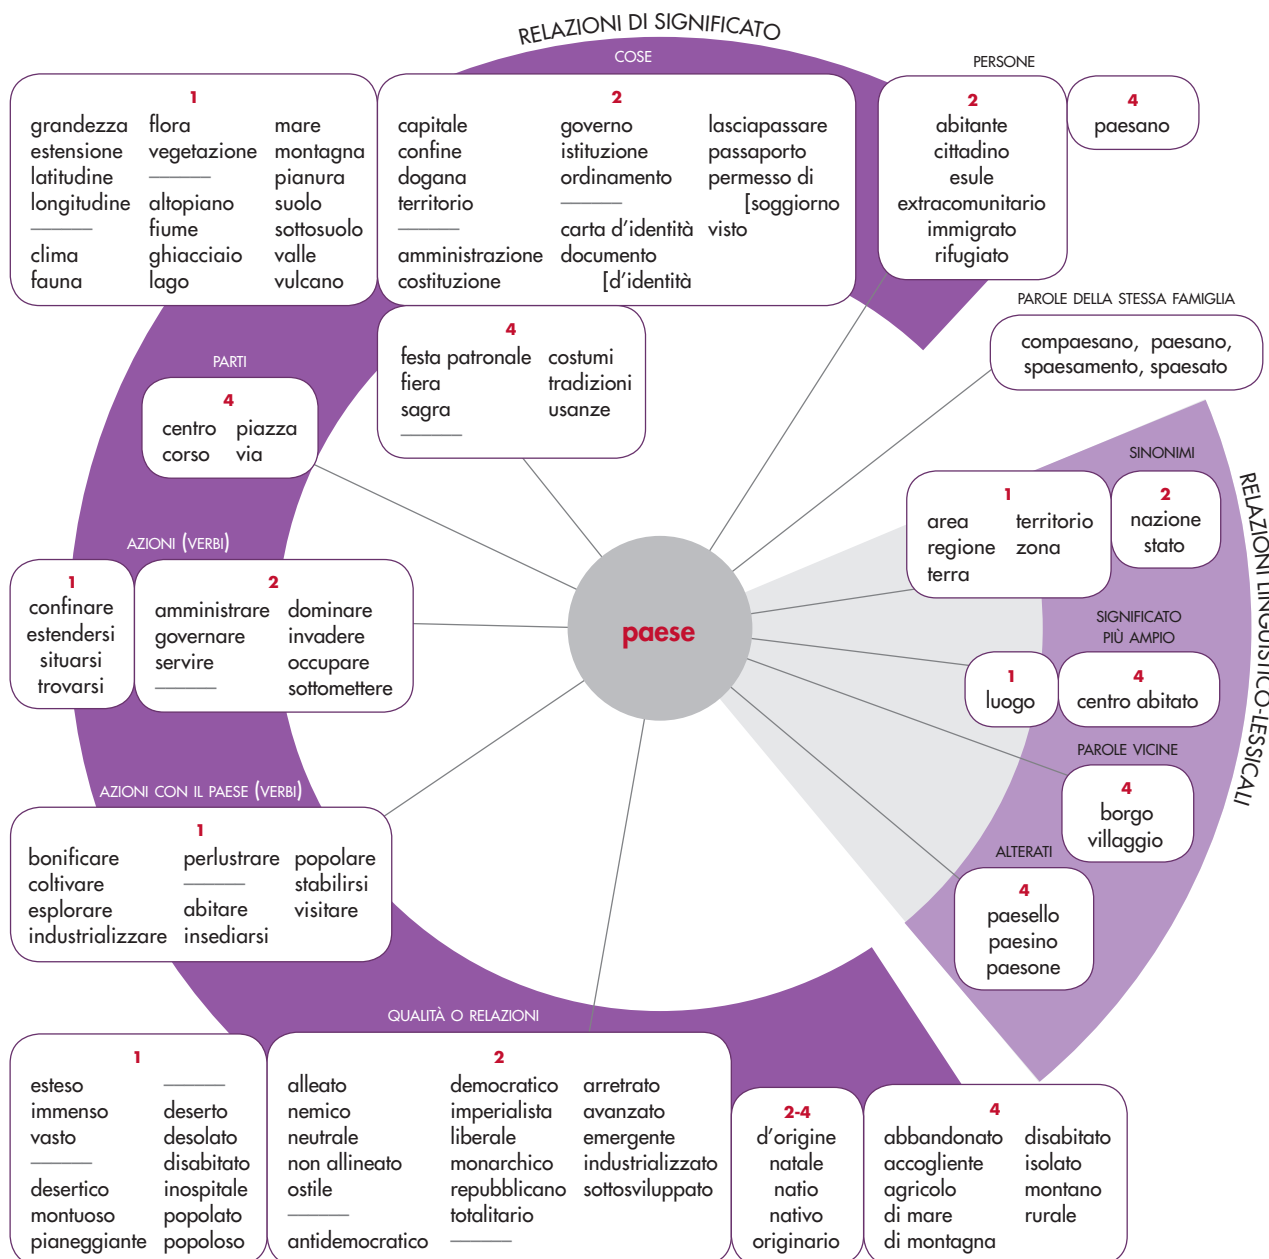 RELAZIONI DI SIGNIFICATO
COSE
1
grandezza
estensione
latitudine
longitudine
clima
fauna
flora
vegetazione
altopiano
fiume
ghiacciaio
lago
mare
montagna
pianura
suolo
sottosuolo
valle
vulcano
2
capitale
confine
dogana
territorio
amministrazione
costituzione
governo
istituzione
ordinamento
carta d'identità
documento
[d'identità
lasciapassare
passaporto
permesso di
[soggiorno
visto
4
festa patronale
fiera
sagra
costumi
tradizioni
usanze
PERSONE
2
abitante
cittadino
esule
extracomunitario
immigrato
rifugiato
4
paesano
PAROLE DELLA STESSA FAMIGLIA
compaesano, paesano,
spaesamento, spaesato
PARTI
4
centro
corso
piazza
via
AZIONI (VERBI)
1
confinare
estendersi
situarsi
trovarsi
2
amministrare
governare
servire
dominare
invadere
occupare
sottomettere
paese
RELAZIONI LINGUISTICO-LESSICALI
SINONIMI
1
area
regione
terra
territorio
zona
2
nazione
stato
SIGNIFICATO
PIÙ AMPIO
1
luogo
4
centro abitato
PAROLE VICINE
4
borgo
villaggio
ALTERATI
4
paesello
paesino
paesone
AZIONI CON IL PAESE (VERBI)
1
bonificare
coltivare
esplorare
industrializzare
perlustrare
abitare
insediarsi
popolare
stabilirsi
visitare
QUALITÀ O RELAZIONI
1
esteso
immenso
vasto
desertico
montuoso
pianeggiante
deserto
desolato
disabitato
inospitale
popolato
popoloso
2
alleato
nemico
neutrale
non allineato
ostile
antidemocratico
democratico
imperialista
liberale
monarchico
repubblicano
totalitario
arretrato
avanzato
emergente
industrializzato
sottosviluppato
2-4
d'origine
natale
natio
nativo
originario
4
abbandonato
accogliente
agricolo
di mare
di montagna
disabitato
isolato
montano
rurale